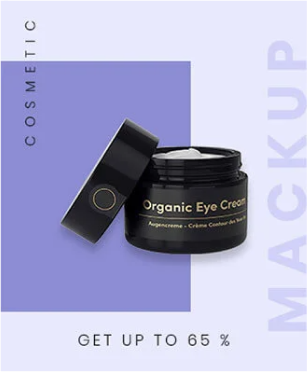 COSMETIC
MACKUP
Organic Eye Cream
Augencreme - Crème Contour des Yeux
GET UP TO 65 %